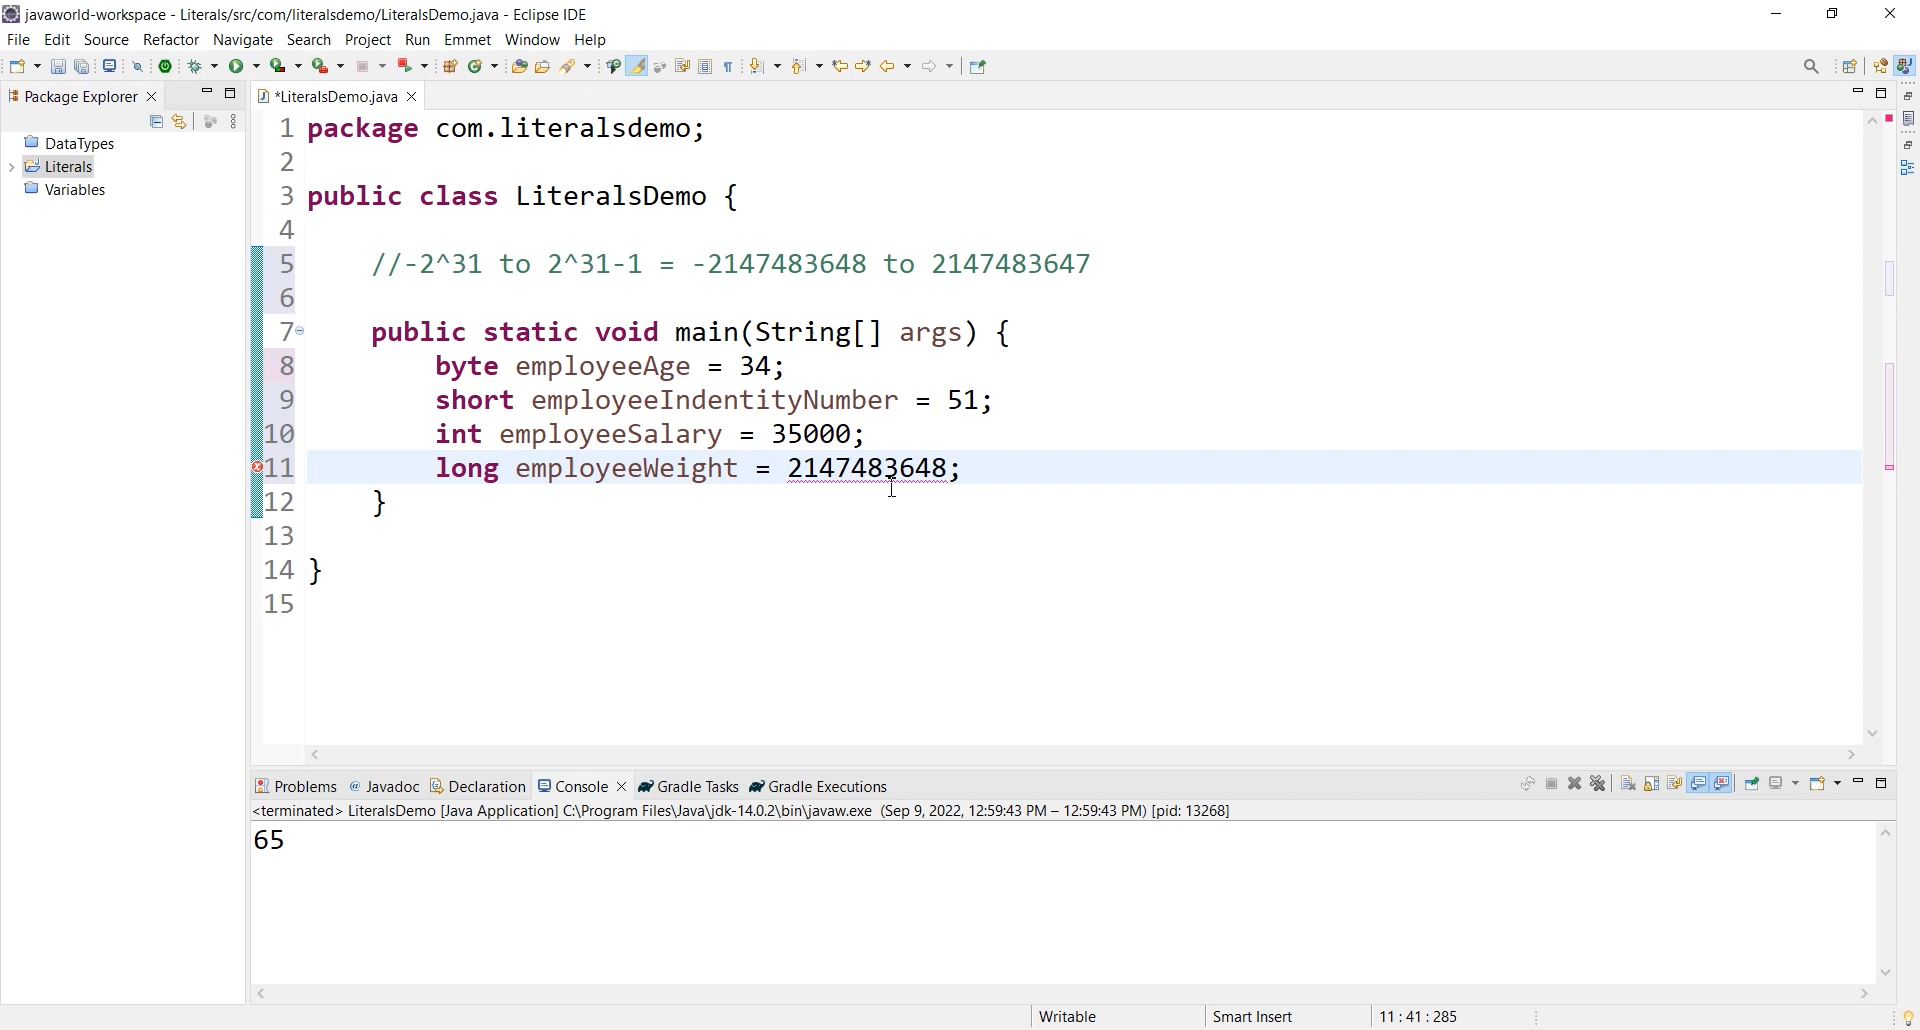 javaworld-workspace - Literals/src/com/literalsdemo/LiteralsDemo.java - Eclipse IDE
File Edit Source Refactor Navigate Search Project Run Emmet Window Help
Package Explorer
*LiteralsDemo.java
DataTypes
Literals
Variables
1 package com.literalsdemo;
2
3 public class LiteralsDemo {
4
5 //-2^31 to 2^31-1 = -2147483648 to 2147483647
6
7 public static void main(String[] args) {
8 byte employeeAge = 34;
9 short employeeIndentityNumber = 51;
10 int employeeSalary = 35000;
11 long employeeWeight = 2147483648;
12 }
13
14 }
15
Problems @ Javadoc Declaration Console Gradle Tasks Gradle Executions
<terminated> LiteralsDemo [Java Application] C:\Program Files\Java\jdk-14.0.2\bin\javaw.exe (Sep 9, 2022, 12:59:43 PM – 12:59:43 PM) [pid: 13268]
65
Writable Smart Insert 11 : 41 : 285